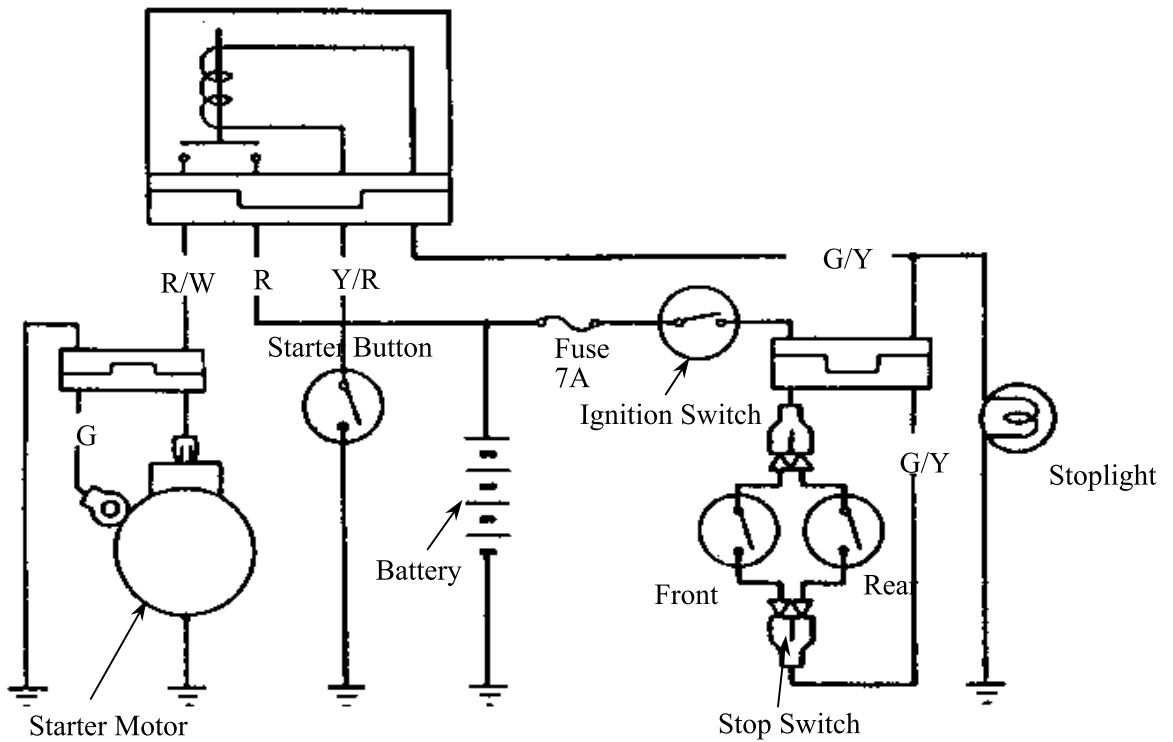 G/Y
R/W
R
Y/R
Starter Button
Fuse
7A
Ignition Switch
G
G/Y
Stoplight
Battery
Front
Rear
Starter Motor
Stop Switch